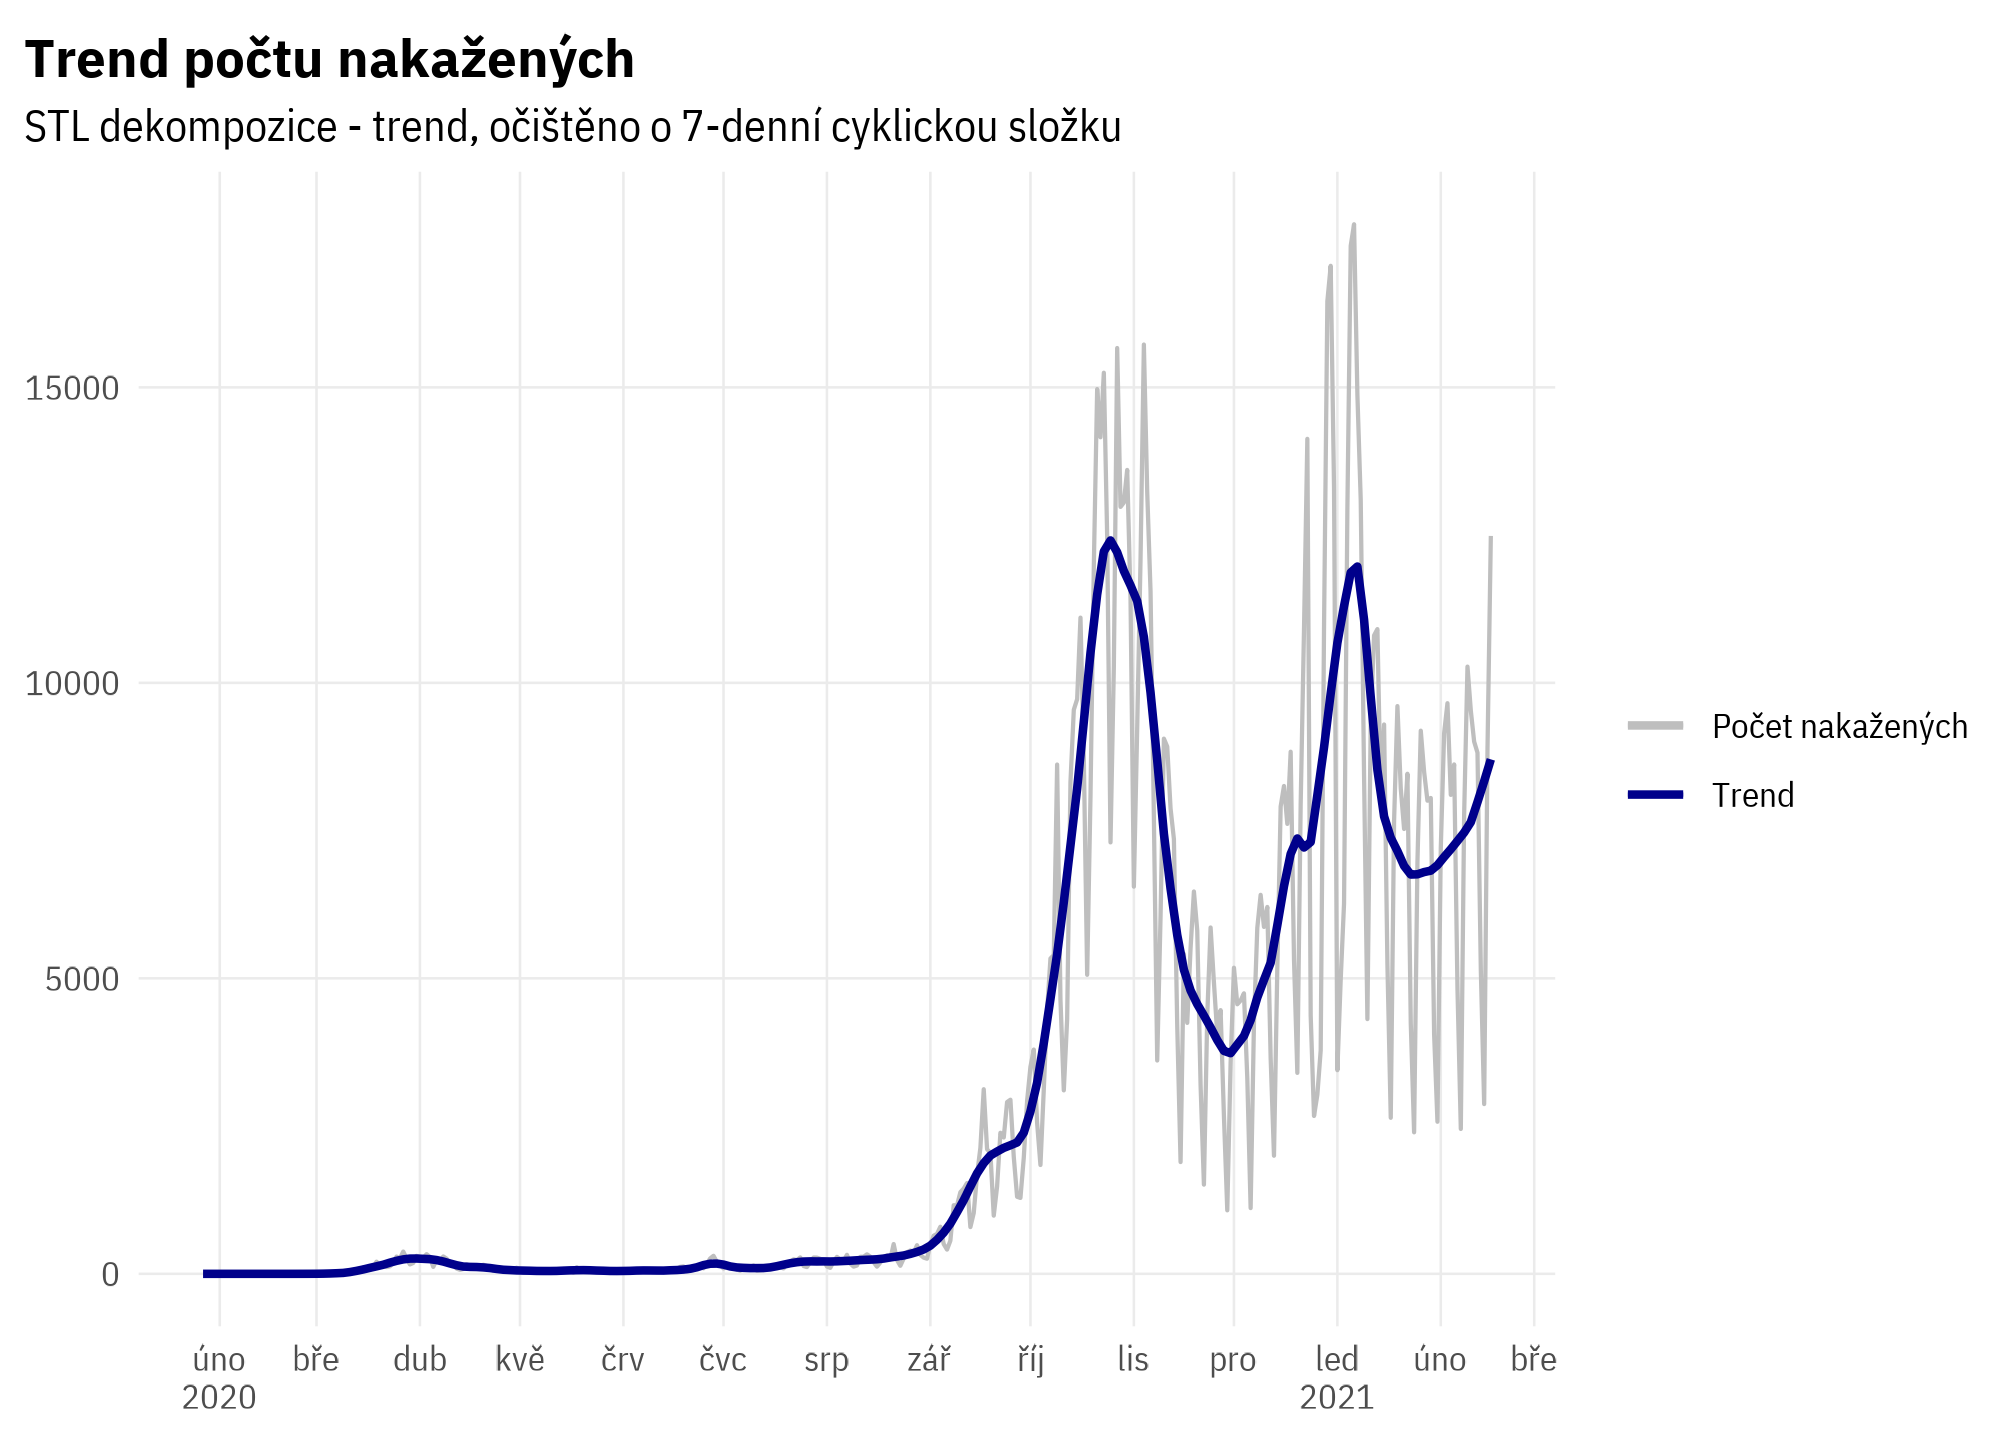 Trend počtu nakažených
STL dekompozice - trend, očištěno o 7-denní cyklickou složku
15000
10000
5000
0
Počet nakažených
Trend
úno bře dub kvě črv čvc srp zář říj lis pro led úno bře
2020 2021